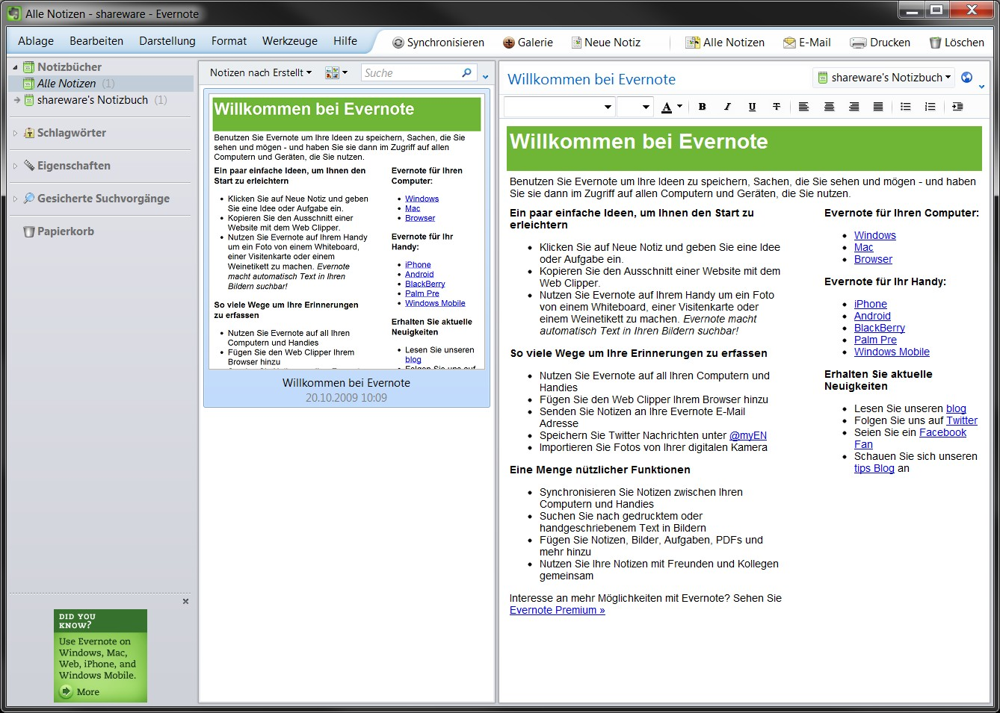 Alle Notizen - shareware - Evernote
Ablage Bearbeiten Darstellung Format Werkzeuge Hilfe
Synchronisieren Galerie Neue Notiz Alle Notizen E-Mail Drucken Löschen
Notizbücher
Alle Notizen (1)
shareware's Notizbuch (1)
Schlagwörter
Eigenschaften
Gesicherte Suchvorgänge
Papierkorb
DID YOU
KNOW?
Use Evernote on
Windows, Mac,
Web, iPhone, and
Windows Mobile.
More
Notizen nach Erstellt Suche
Willkommen bei Evernote
Benutzen Sie Evernote um Ihre Ideen zu speichern, Sachen, die Sie
sehen und mögen - und haben Sie sie dann im Zugriff auf allen
Computern und Geräten, die Sie nutzen.
Ein paar einfache Ideen, um Ihnen den
Start zu erleichtern
Klicken Sie auf Neue Notiz und geben
Sie eine Idee oder Aufgabe ein.
Kopieren Sie den Ausschnitt einer
Website mit dem Web Clipper.
Nutzen Sie Evernote auf Ihrem Handy
um ein Foto von einem Whiteboard,
einer Visitenkarte oder einem
Weinetikett zu machen. Evernote
macht automatisch Text in Ihren
Bildern suchbar!
So viele Wege um Ihre Erinnerungen
zu erfassen
Nutzen Sie Evernote auf all Ihren
Computern und Handies
Fügen Sie den Web Clipper Ihrem
Browser hinzu
Evernote für Ihren
Computer:
Windows
Mac
Browser
Evernote für Ihr
Handy:
iPhone
Android
BlackBerry
Palm Pre
Windows Mobile
Erhalten Sie aktuelle
Neuigkeiten
Lesen Sie unseren
blog
Folgen Sie uns auf
Willkommen bei Evernote
20.10.2009 10:09
Willkommen bei Evernote shareware's Notizbuch
A B I U T
Willkommen bei Evernote
Benutzen Sie Evernote um Ihre Ideen zu speichern, Sachen, die Sie sehen und mögen - und haben
Sie sie dann im Zugriff auf allen Computern und Geräten, die Sie nutzen.
Ein paar einfache Ideen, um Ihnen den Start zu
erleichtern
Klicken Sie auf Neue Notiz und geben Sie eine Idee
oder Aufgabe ein.
Kopieren Sie den Ausschnitt einer Website mit dem
Web Clipper.
Nutzen Sie Evernote auf Ihrem Handy um ein Foto
von einem Whiteboard, einer Visitenkarte oder
einem Weinetikett zu machen. Evernote macht
automatisch Text in Ihren Bildern suchbar!
So viele Wege um Ihre Erinnerungen zu erfassen
Nutzen Sie Evernote auf all Ihren Computern und
Handies
Fügen Sie den Web Clipper Ihrem Browser hinzu
Senden Sie Notizen an Ihre Evernote E-Mail
Adresse
Speichern Sie Twitter Nachrichten unter @myEN
Importieren Sie Fotos von Ihrer digitalen Kamera
Eine Menge nützlicher Funktionen
Synchronisieren Sie Notizen zwischen Ihren
Computern und Handies
Suchen Sie nach gedrucktem oder
handgeschriebenem Text in Bildern
Fügen Sie Notizen, Bilder, Aufgaben, PDFs und
mehr hinzu
Nutzen Sie Ihre Notizen mit Freunden und Kollegen
gemeinsam
Interesse an mehr Möglichkeiten mit Evernote? Sehen Sie
Evernote Premium »
Evernote für Ihren Computer:
Windows
Mac
Browser
Evernote für Ihr Handy:
iPhone
Android
BlackBerry
Palm Pre
Windows Mobile
Erhalten Sie aktuelle
Neuigkeiten
Lesen Sie unseren blog
Folgen Sie uns auf Twitter
Seien Sie ein Facebook
Fan
Schauen Sie sich unseren
tips Blog an